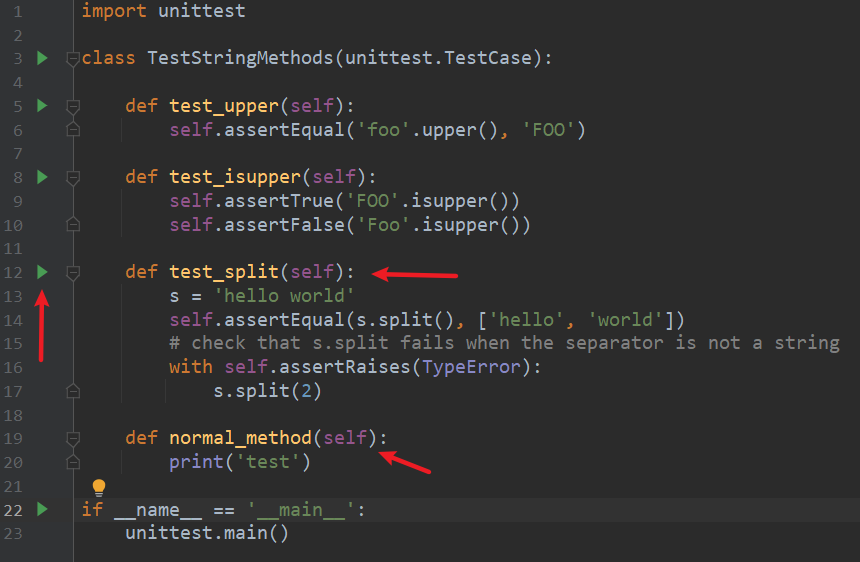 1 import unittest
2
3 class TestStringMethods(unittest.TestCase):
4
5     def test_upper(self):
6         self.assertEqual('foo'.upper(), 'FOO')
7
8     def test_isupper(self):
9         self.assertTrue('FOO'.isupper())
10         self.assertFalse('Foo'.isupper())
11
12     def test_split(self):
13         s = 'hello world'
14         self.assertEqual(s.split(), ['hello', 'world'])
15         # check that s.split fails when the separator is not a string
16         with self.assertRaises(TypeError):
17             s.split(2)
18
19     def normal_method(self):
20         print('test')
21
22 if __name__ == '__main__':
23     unittest.main()